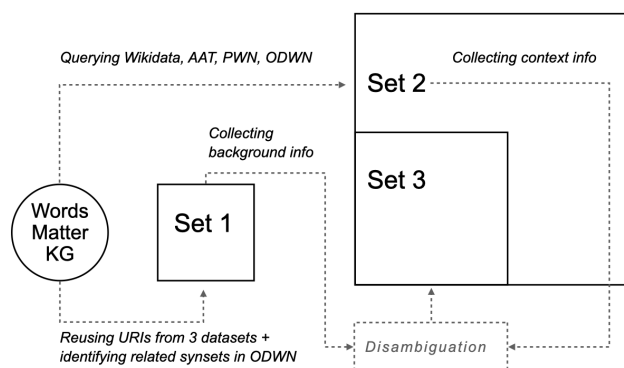 Querying Wikidata, AAT, PWN, ODWN
Collecting context info
Set 2
Collecting
background info
Set 3
Words
Matter
KG
Set 1
Reusing URIs from 3 datasets +
identifying related synsets in ODWN
Disambiguation